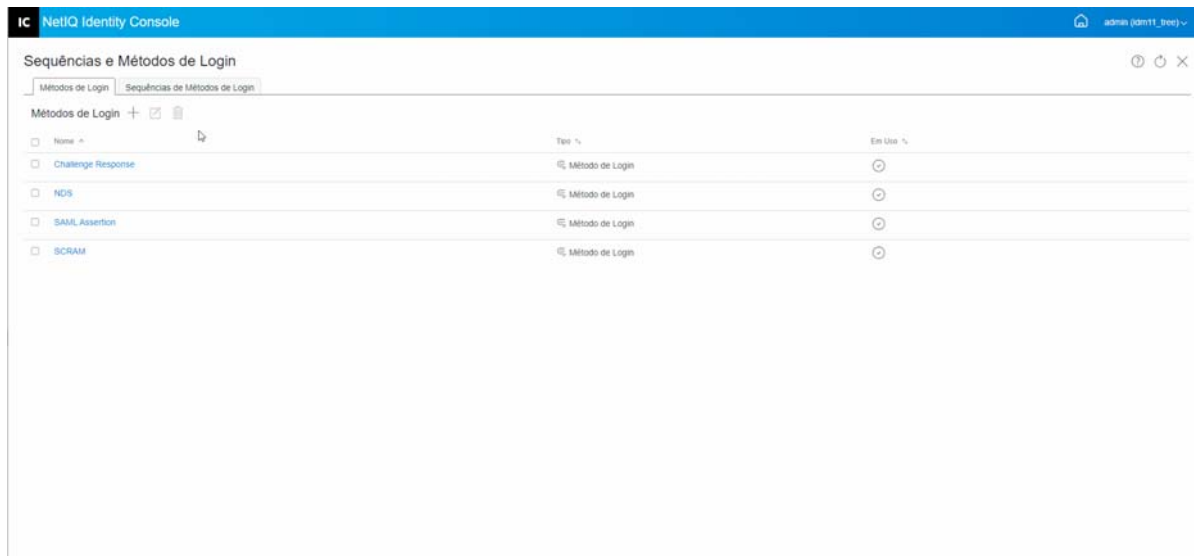 IC NetIQ Identity Console
admin (idm11_tree)
Sequências e Métodos de Login
Métodos de Login Sequências de Métodos de Login
Métodos de Login
Nome Tipo Em Uso
Challenge Response Método de Login
NDS Método de Login
SAML Assertion Método de Login
SCRAM Método de Login